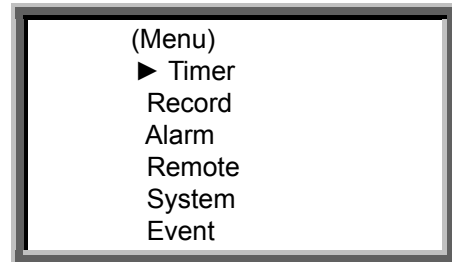 (Menu)
► Timer
Record
Alarm
Remote
System
Event